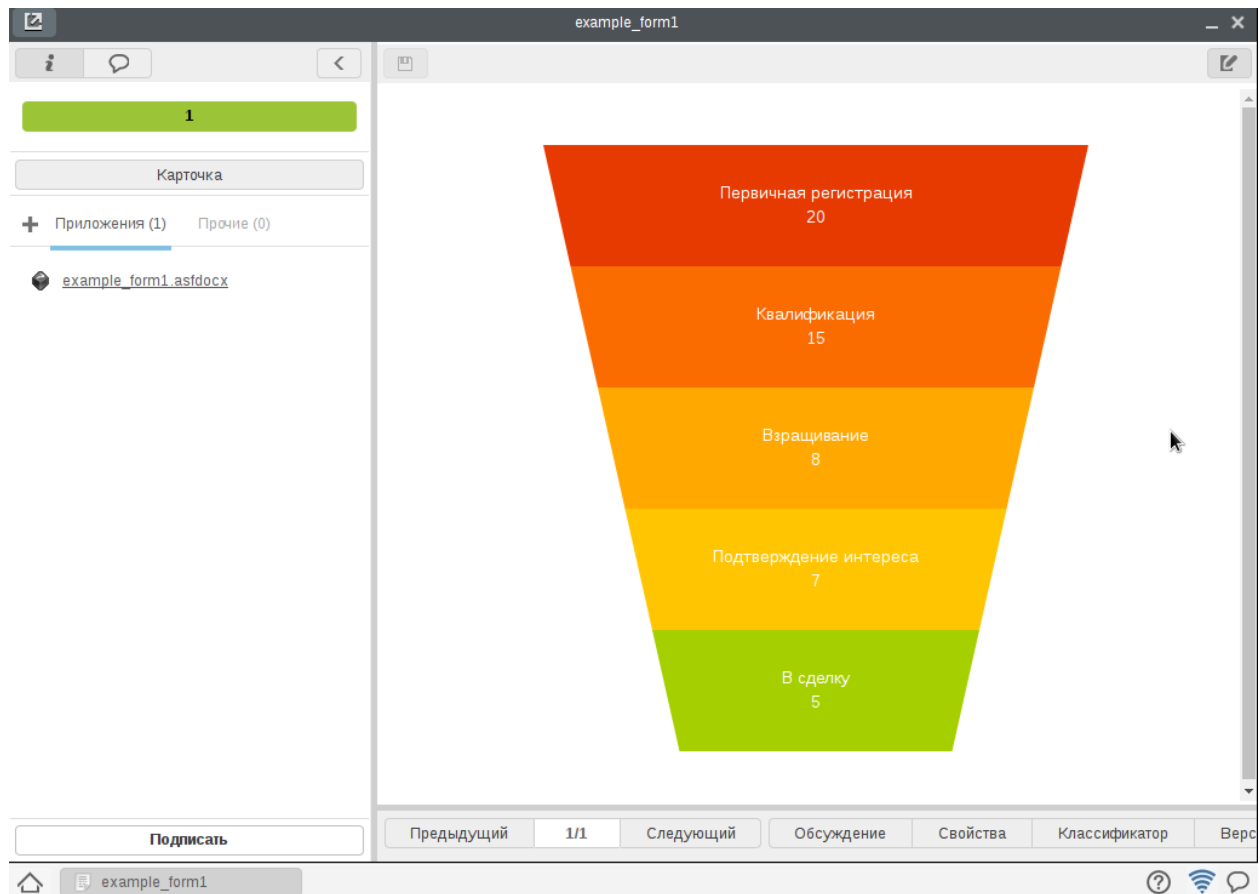 example_form1
i
1
Карточка
Приложения (1) Прочие (0)
example_form1.asfdocx
Подписать
Первичная регистрация
20
Квалификация
15
Взращивание
8
Подтверждение интереса
7
В сделку
5
Предыдущий 1/1 Следующий Обсуждение Свойства Классификатор Верс
example_form1